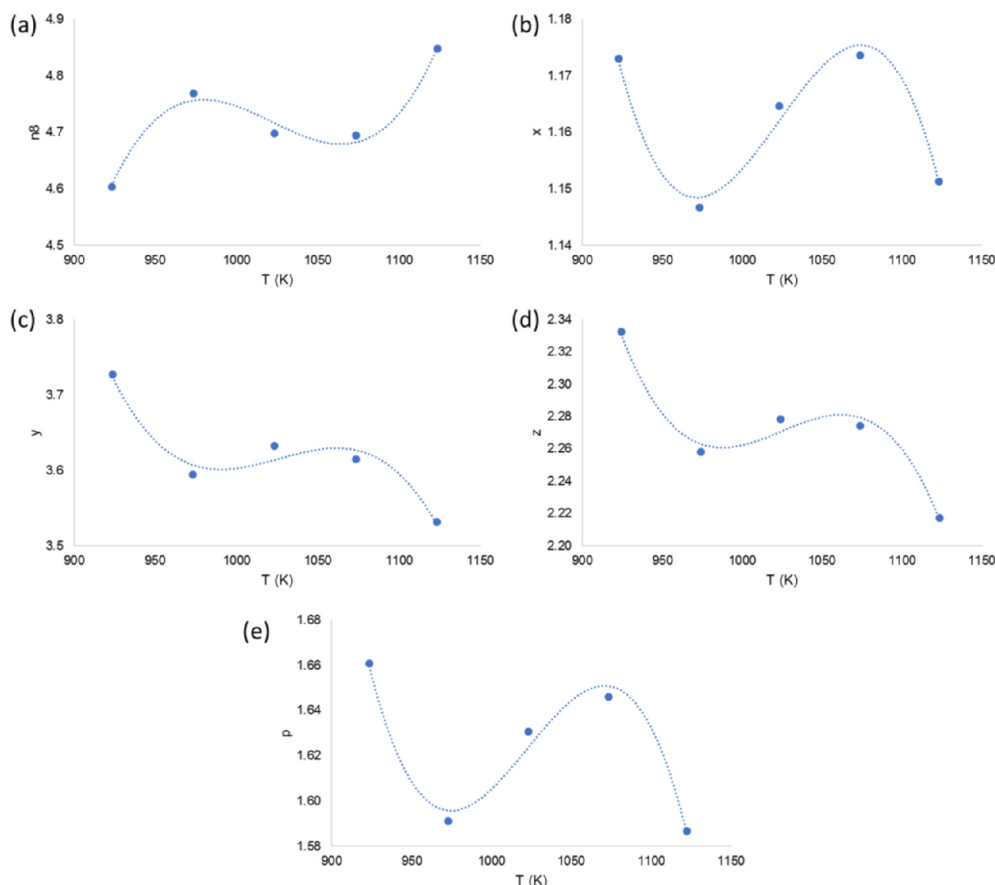 (a)
4.9
4.8
4.7
4.6
4.5
n8
900 950 1000 1050 1100 1150
T (K)
(b)
1.18
1.17
1.16
1.15
1.14
x
900 950 1000 1050 1100 1150
T (K)
(c)
3.8
3.7
3.6
3.5
y
900 950 1000 1050 1100 1150
T (K)
(d)
2.34
2.32
2.30
2.28
2.26
2.24
2.22
2.20
z
900 950 1000 1050 1100 1150
T (K)
(e)
1.68
1.66
1.64
1.62
1.60
1.58
p
900 950 1000 1050 1100 1150
T (K)